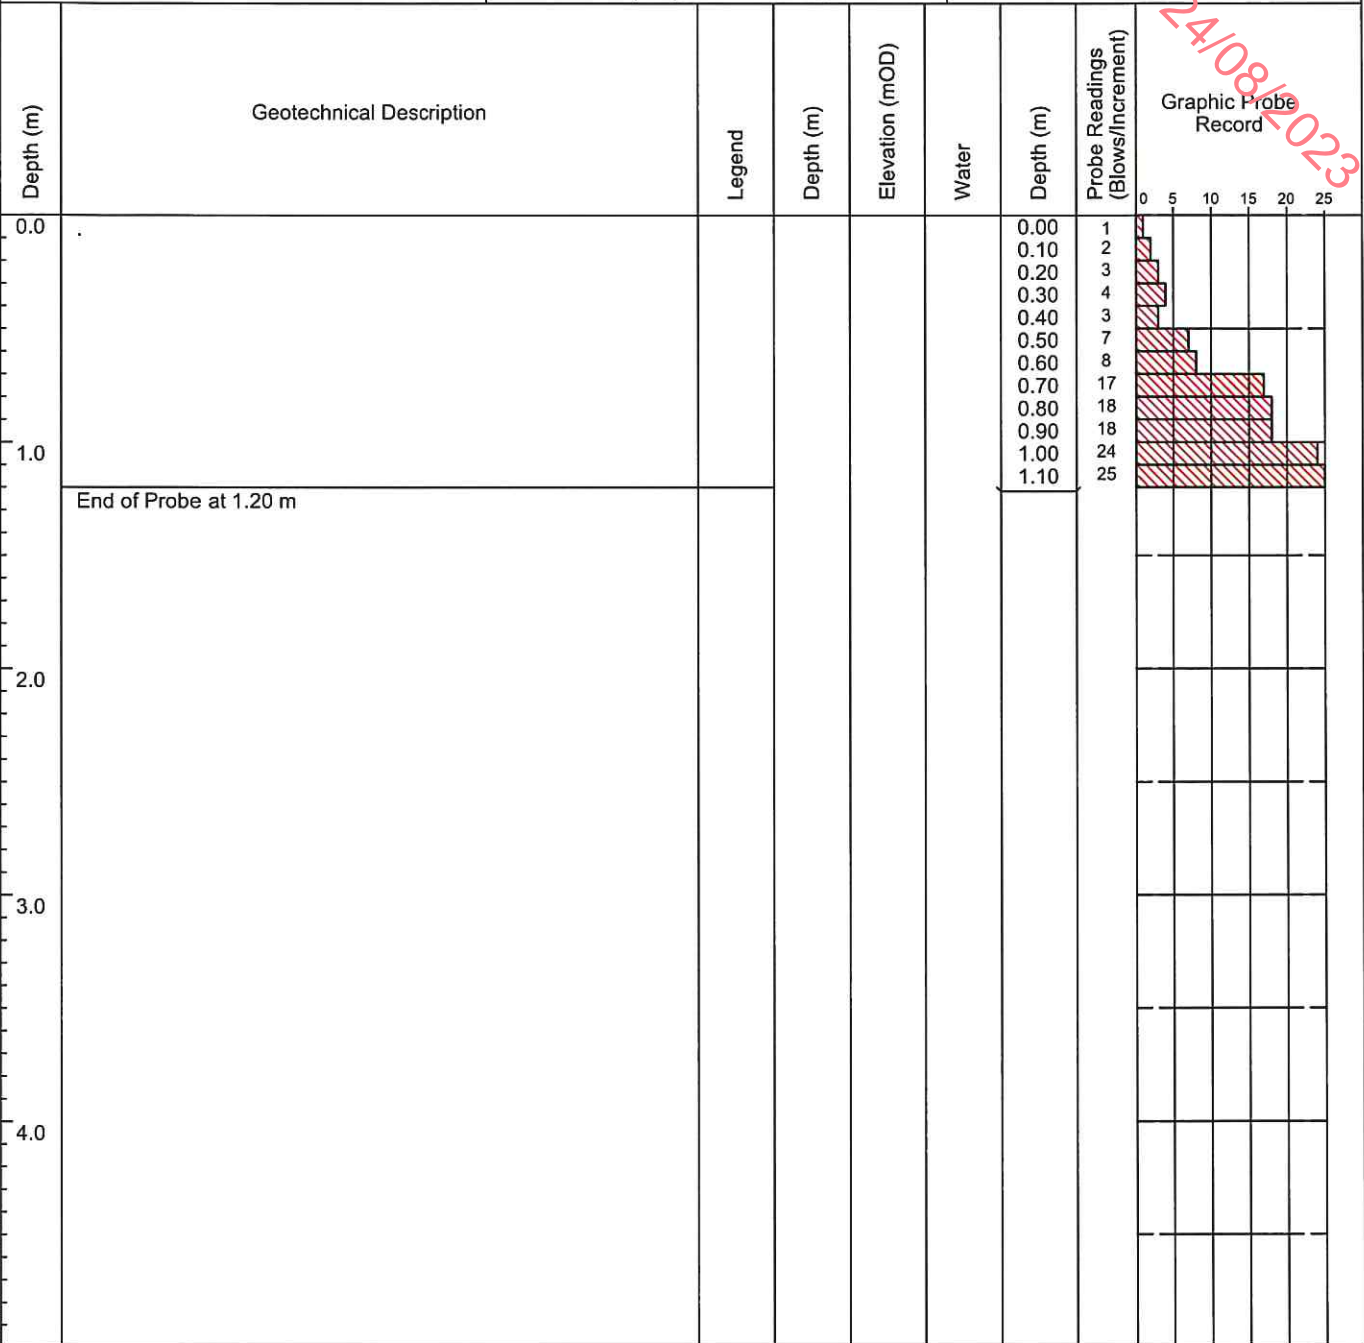 Depth (m)
Geotechnical Description
Legend
Depth (m)
Elevation (mOD)
Water
Depth (m)
Probe Readings
(Blows/Increment)
Graphic Probe
Record
24/08/2023
0 5 10 15 20 25
0.0
0.00 1
0.10 2
0.20 3
0.30 4
0.40 3
0.50 7
0.60 8
0.70 17
0.80 18
0.90 18
1.0
1.00 24
1.10 25
End of Probe at 1.20 m
2.0
3.0
4.0